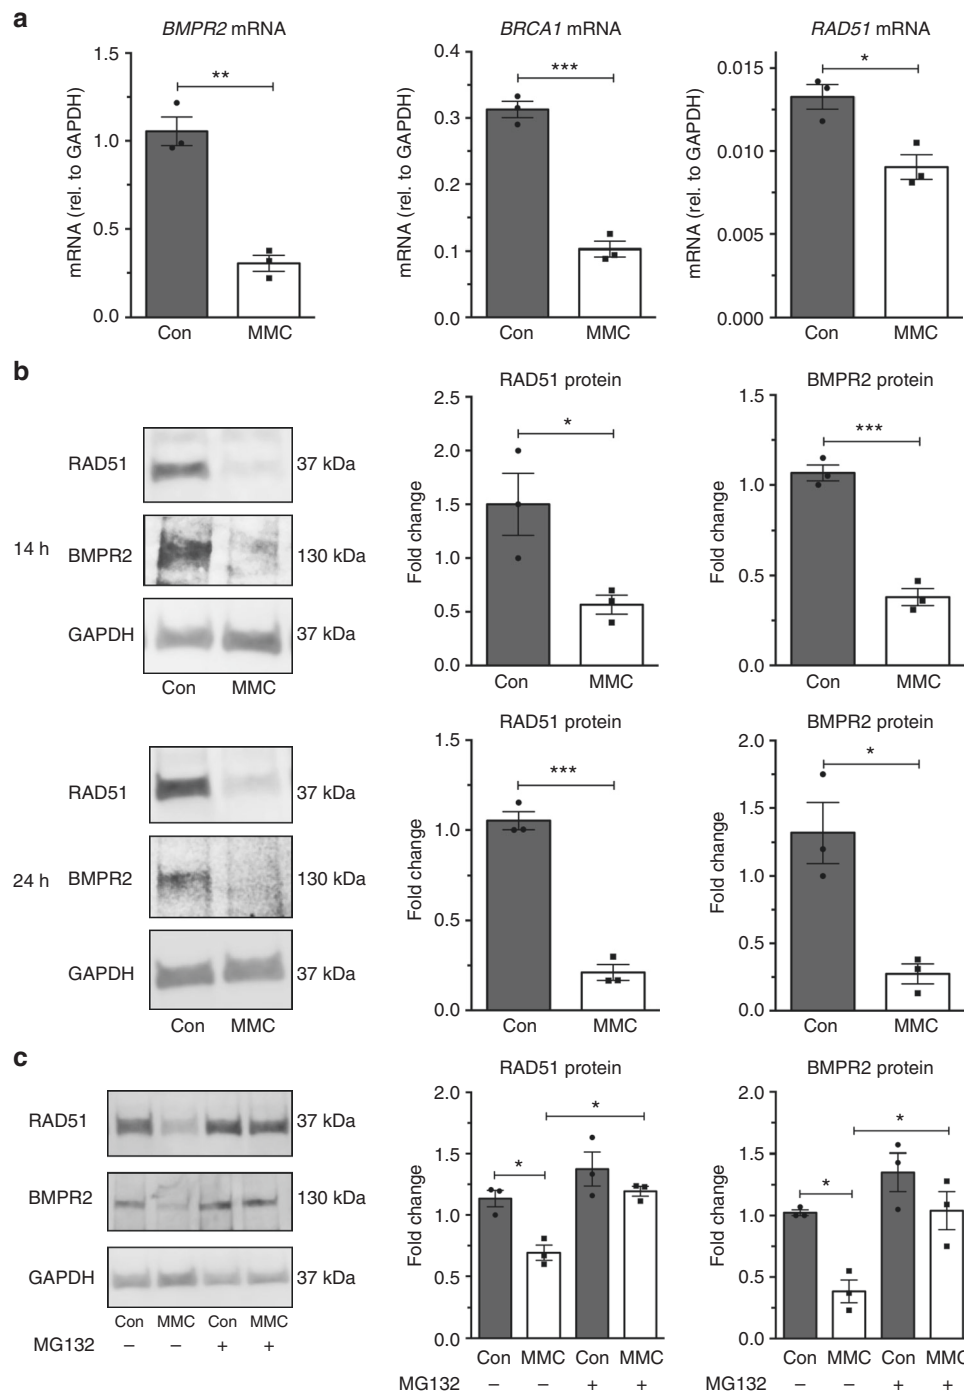 a
BMPR2 mRNA
BRCA1 mRNA
RAD51 mRNA
mRNA (rel. to GAPDH)
1.5
1.0
0.5
0.0
**
Con MMC
mRNA (rel. to GAPDH)
0.4
0.3
0.2
0.1
0.0
***
Con MMC
mRNA (rel. to GAPDH)
0.015
0.010
0.005
0.000
*
Con MMC
b
14 h
RAD51 37 kDa
BMPR2 130 kDa
GAPDH 37 kDa
Con MMC
RAD51 protein
Fold change
2.5
2.0
1.5
1.0
0.5
0.0
*
Con MMC
BMPR2 protein
Fold change
1.5
1.0
0.5
0.0
***
Con MMC
24 h
RAD51 37 kDa
BMPR2 130 kDa
GAPDH 37 kDa
Con MMC
RAD51 protein
Fold change
1.5
1.0
0.5
0.0
***
Con MMC
BMPR2 protein
Fold change
2.0
1.5
1.0
0.5
0.0
*
Con MMC
c
RAD51 37 kDa
BMPR2 130 kDa
GAPDH 37 kDa
Con MMC Con MMC
MG132 – – + +
RAD51 protein
Fold change
2.0
1.5
1.0
0.5
0.0
*
*
Con MMC Con MMC
MG132 – – + +
BMPR2 protein
Fold change
2.0
1.5
1.0
0.5
0.0
*
*
Con MMC Con MMC
MG132 – – + +